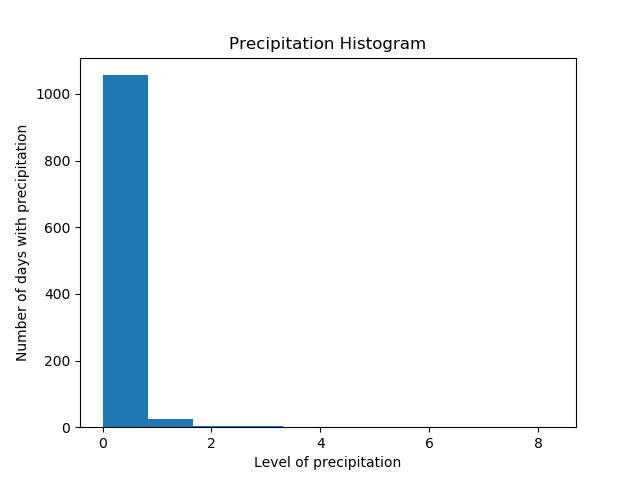 Precipitation Histogram
Number of days with precipitation
1000
800
600
400
200
0
0 2 4 6 8
Level of precipitation